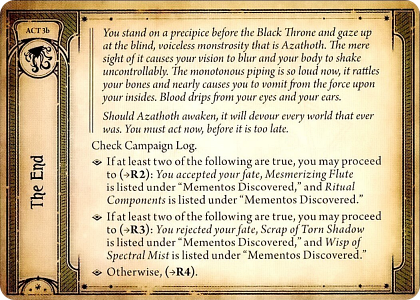 ACT 3b
The End
You stand on a precipice before the Black Throne and gaze up
at the blind, voiceless monstrosity that is Azathoth. The mere
sight of it causes your vision to blur and your body to shake
uncontrollably. The monotonous piping is so loud now, it rattles
your bones and nearly causes you to vomit from the force upon
your insides. Blood drips from your eyes and your ears.
Should Azathoth awaken, it will devour every world that ever
was. You must act now, before it is too late.
Check Campaign Log.
If at least two of the following are true, you may proceed
to (→R2): You accepted your fate, Mesmerizing Flute
is listed under “Mementos Discovered,” and Ritual
Components is listed under “Mementos Discovered.”
If at least two of the following are true, you may proceed
to (→R3): You rejected your fate, Scrap of Torn Shadow
is listed under “Mementos Discovered,” and Wisp of
Spectral Mist is listed under “Mementos Discovered.”
Otherwise, (→R4).